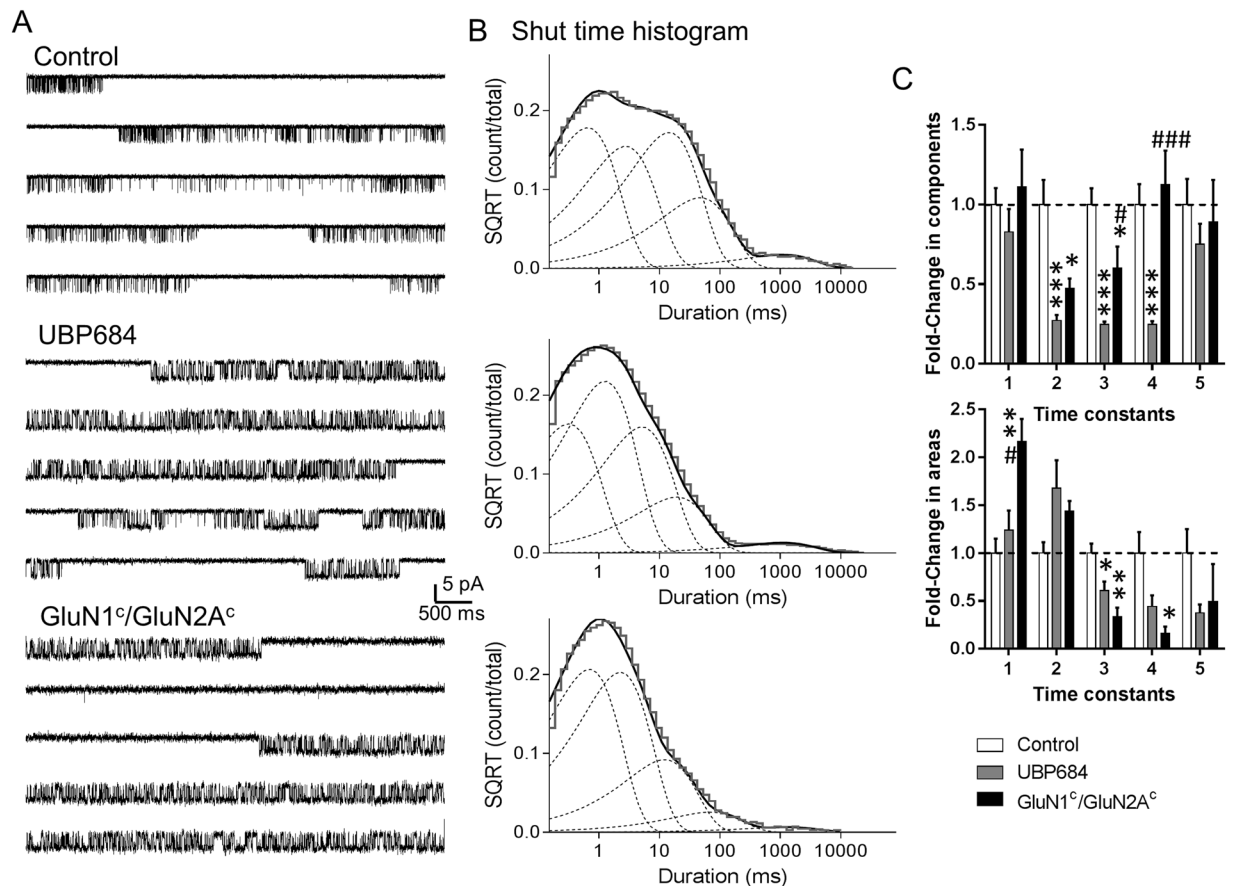 A
B Shut time histogram
C
Control
UBP684
5 pA
500 ms
GluN1ᶜ/GluN2Aᶜ
SQRT (count/total)
0.2
0.1
0.0
1 10 100 1000 10000
Duration (ms)
SQRT (count/total)
0.2
0.1
0.0
1 10 100 1000 10000
Duration (ms)
SQRT (count/total)
0.2
0.1
0.0
1 10 100 1000 10000
Duration (ms)
Fold-Change in components
1.5
1.0
0.5
0.0
***
*
***
#
*
***
###
1 2 3 4 5
Time constants
Fold-Change in areas
2.5
2.0
1.5
1.0
0.5
0.0
**
#
*
**
*
1 2 3 4 5
Time constants
Control
UBP684
GluN1ᶜ/GluN2Aᶜ